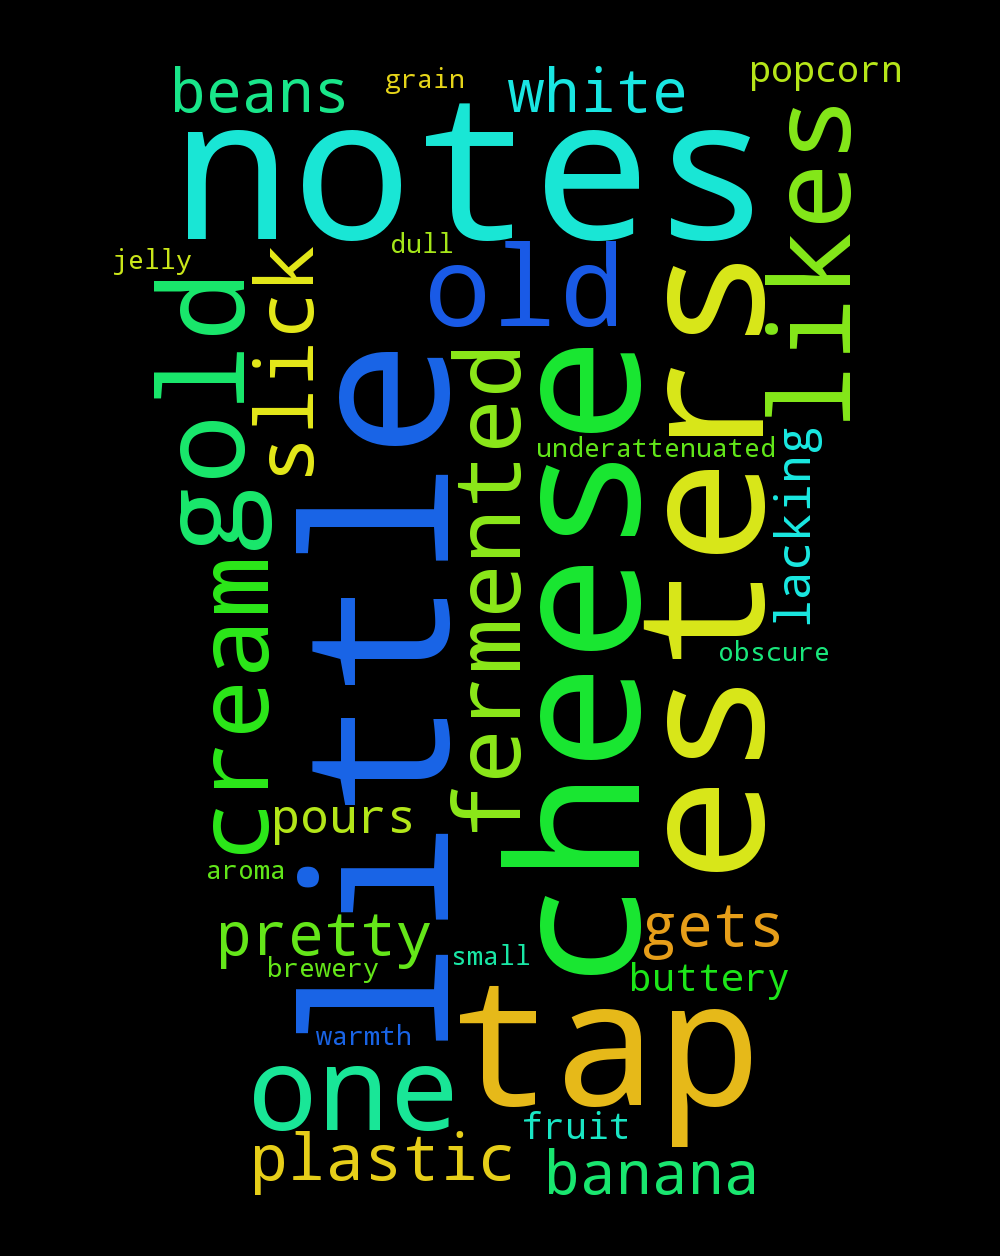 popcorn
beans
grain
white
notes
likes
dull
jelly
old
slick
gold
esters
little
cheese
fermented
underattenuated
lacking
cream
obscure
pours
aroma
pretty
gets
small
brewery
buttery
tap
warmth
one
fruit
plastic
banana